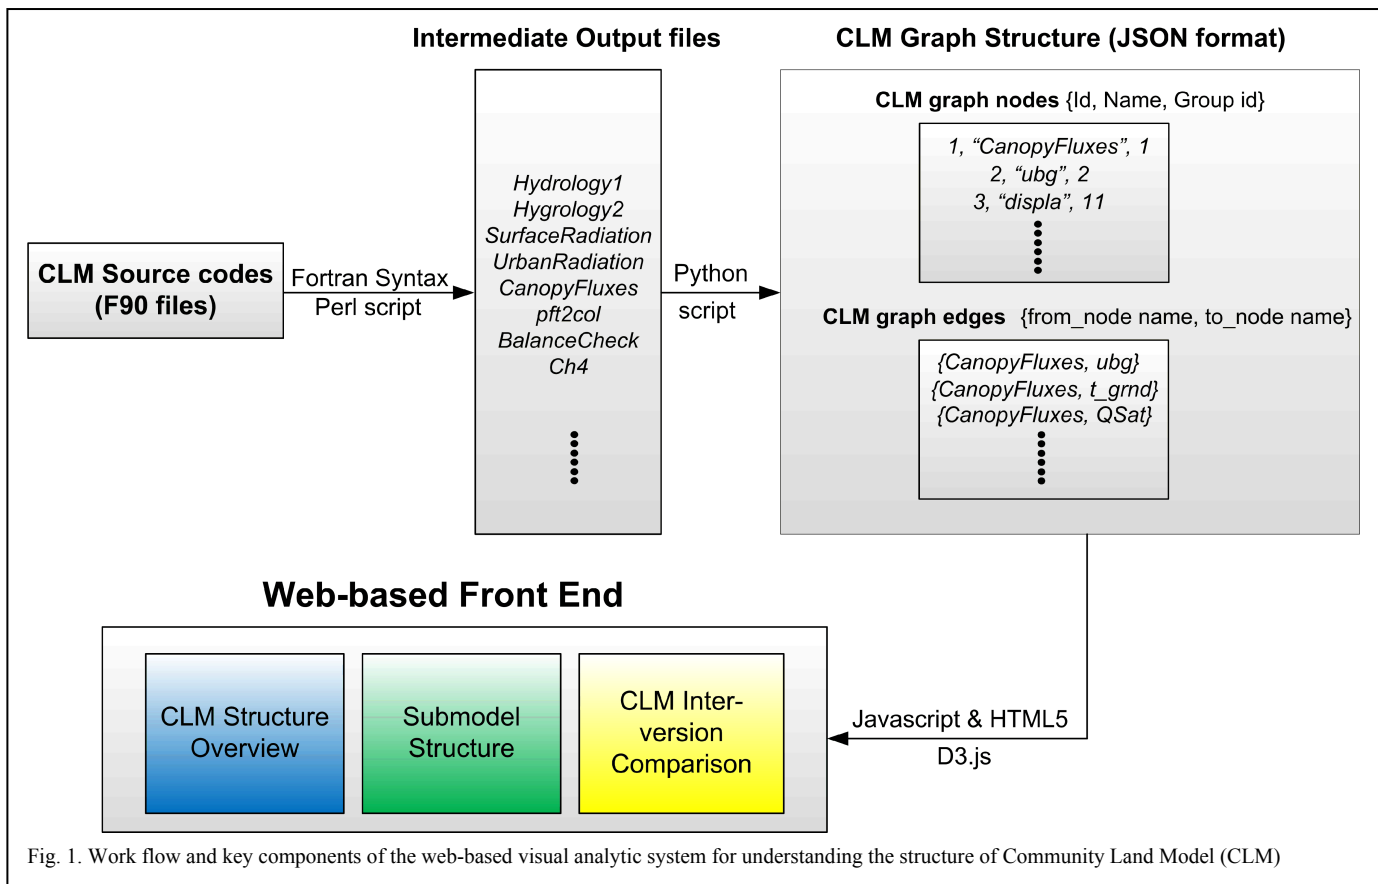 Intermediate Output files
CLM Graph Structure (JSON format)
CLM Source codes
(F90 files)
Fortran Syntax
Perl script
Hydrology1
Hygrology2
SurfaceRadiation
UrbanRadiation
CanopyFluxes
pft2col
BalanceCheck
Ch4
Python
script
CLM graph nodes {Id, Name, Group id}
1, “CanopyFluxes”, 1
2, “ubg”, 2
3, “displa”, 11
CLM graph edges {from_node name, to_node name}
{CanopyFluxes, ubg}
{CanopyFluxes, t_grnd}
{CanopyFluxes, QSat}
Javascript & HTML5
D3.js
Web-based Front End
CLM Structure
Overview
Submodel
Structure
CLM Inter-
version
Comparison
Fig. 1. Work flow and key components of the web-based visual analytic system for understanding the structure of Community Land Model (CLM)